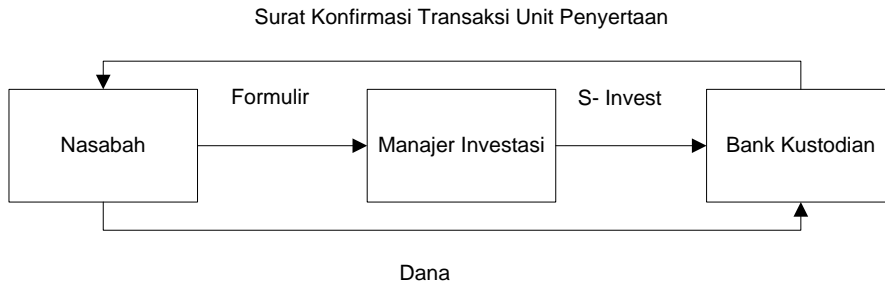 Surat Konfirmasi Transaksi Unit Penyertaan
Formulir
S- Invest
Nasabah
Manajer Investasi
Bank Kustodian
Dana